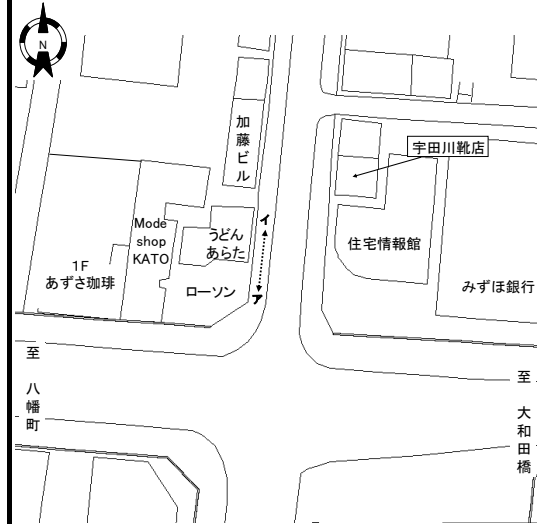 N
加藤ビル
宇田川靴店
イ
Mode
shop
KATO
うどん
あらた
住宅情報館
1F
あずさ珈琲
ローソン
ア
みずほ銀行
至 八幡町
至 大和田橋